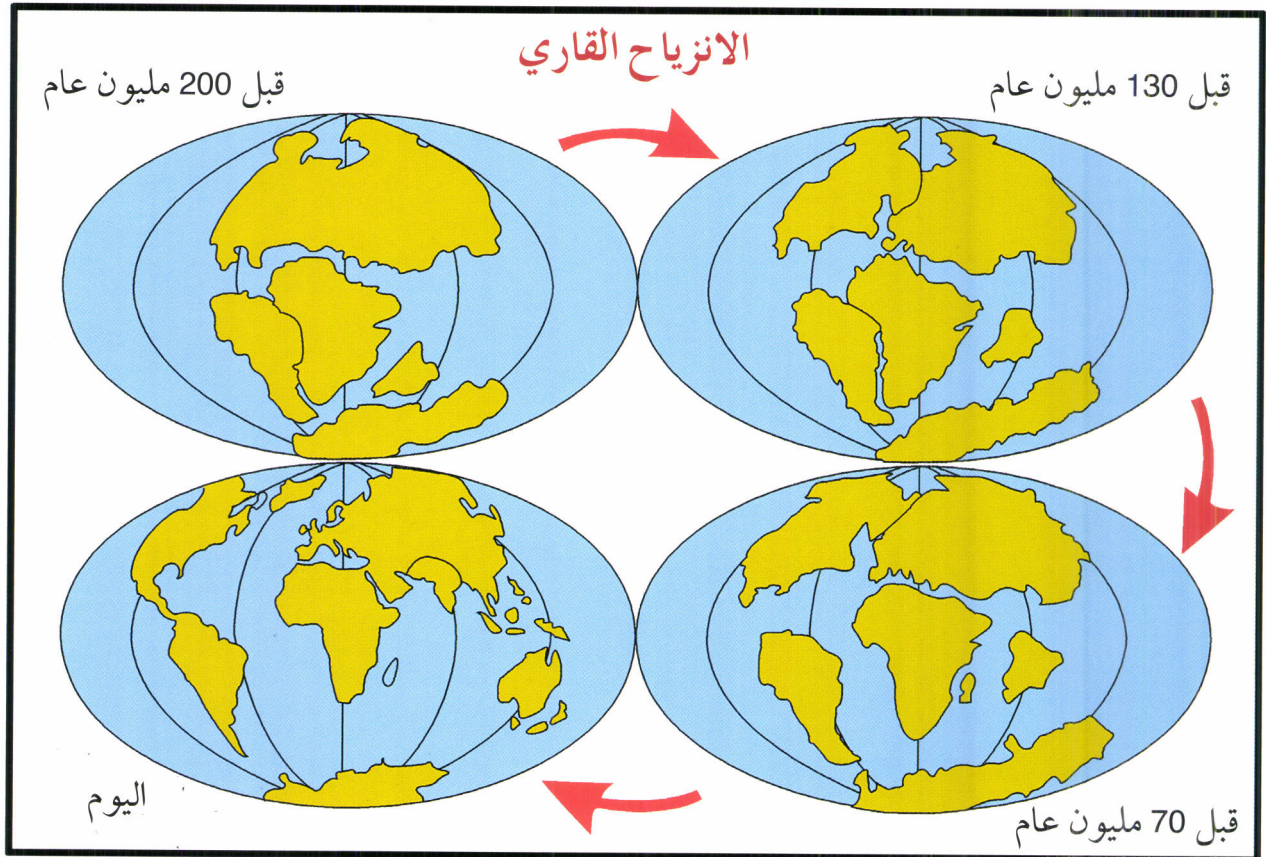 الانزياح القاري
قبل 200 مليون عام
قبل 130 مليون عام
قبل 70 مليون عام
اليوم